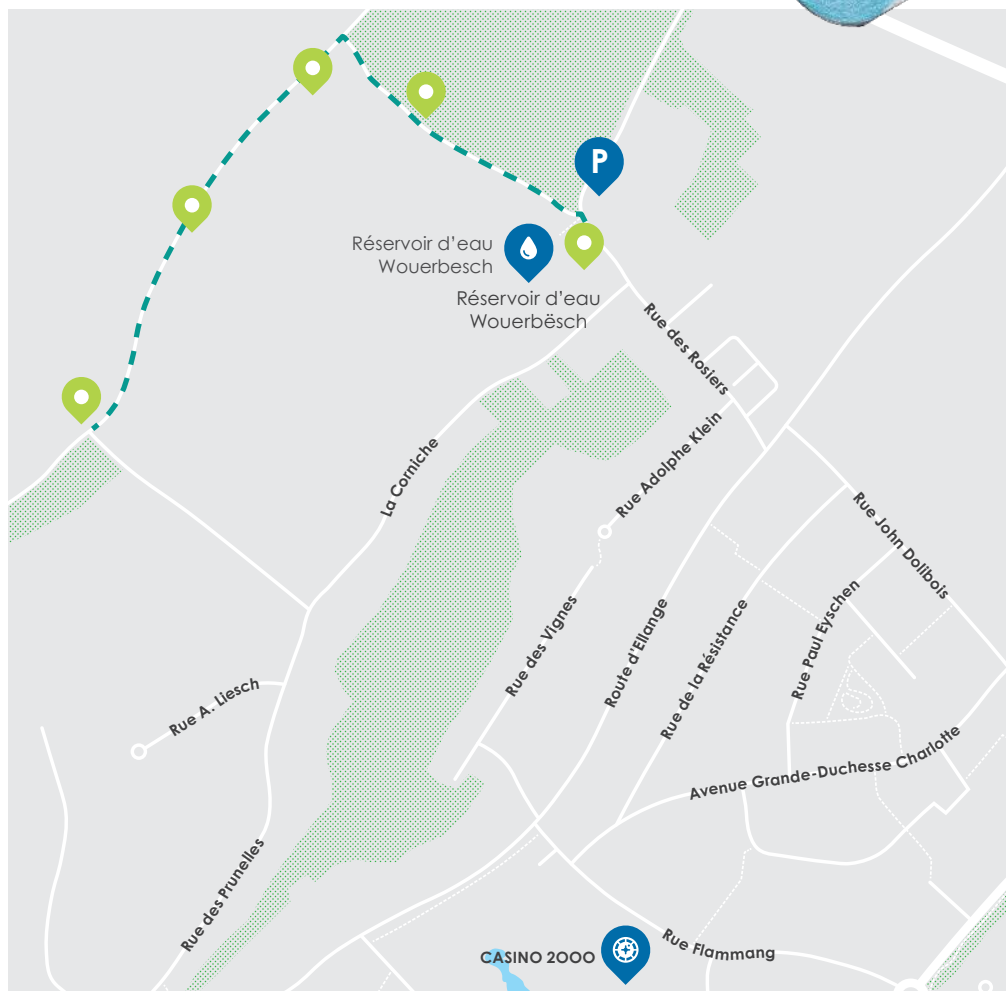 P
Réservoir d'eau
Wouerbesch
Réservoir d'eau
Wouerbësch
Rue des Rosiers
Rue Adolphe Klein
La Corniche
Rue John Dolibois
Rue Paul Eyschen
Rue des Vignes
Route d'Ellange
Rue de la Résistance
Rue A. Liesch
Avenue Grande-Duchesse Charlotte
Rue des Prunelles
Rue Flammang
CASINO 2OOO